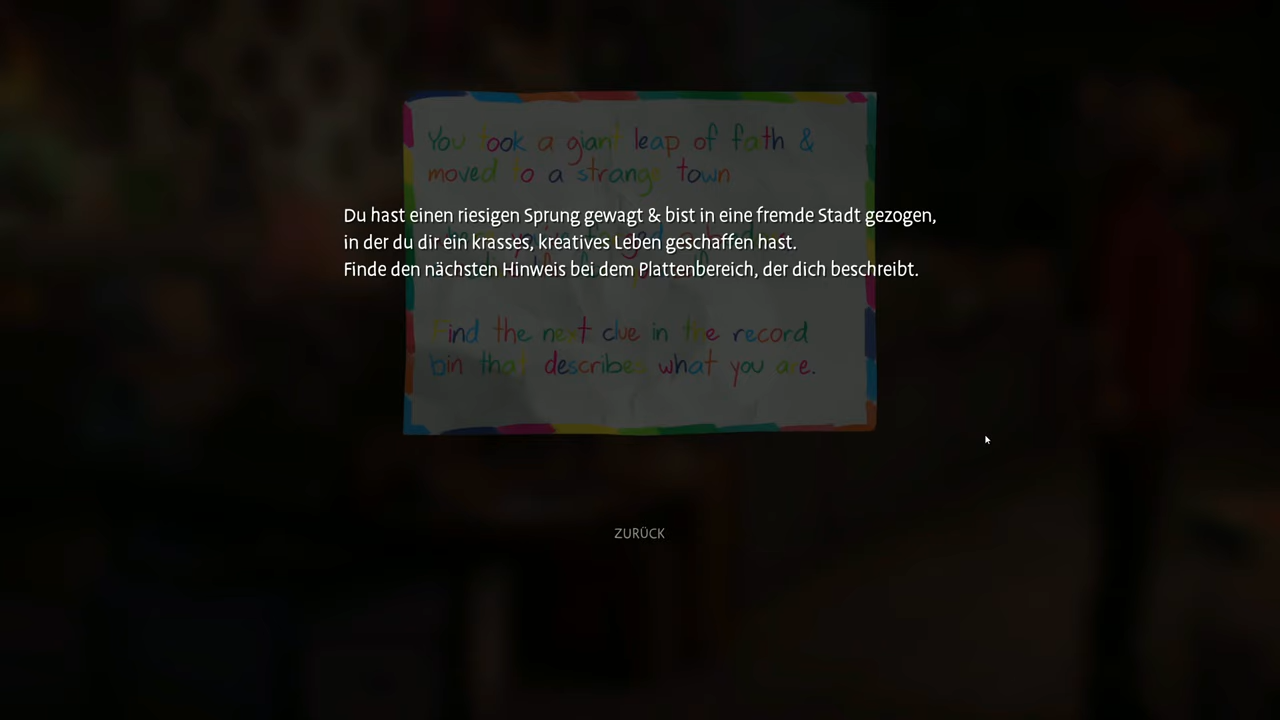 You took a giant leap of faith &
moved to a strange town
Du hast einen riesigen Sprung gewagt & bist in eine fremde Stadt gezogen,
in der du dir ein krasses, kreatives Leben geschaffen hast.
Finde den nächsten Hinweis bei dem Plattenbereich, der dich beschreibt.
Find the next clue in the record
bin that describes what you are.
ZURÜCK